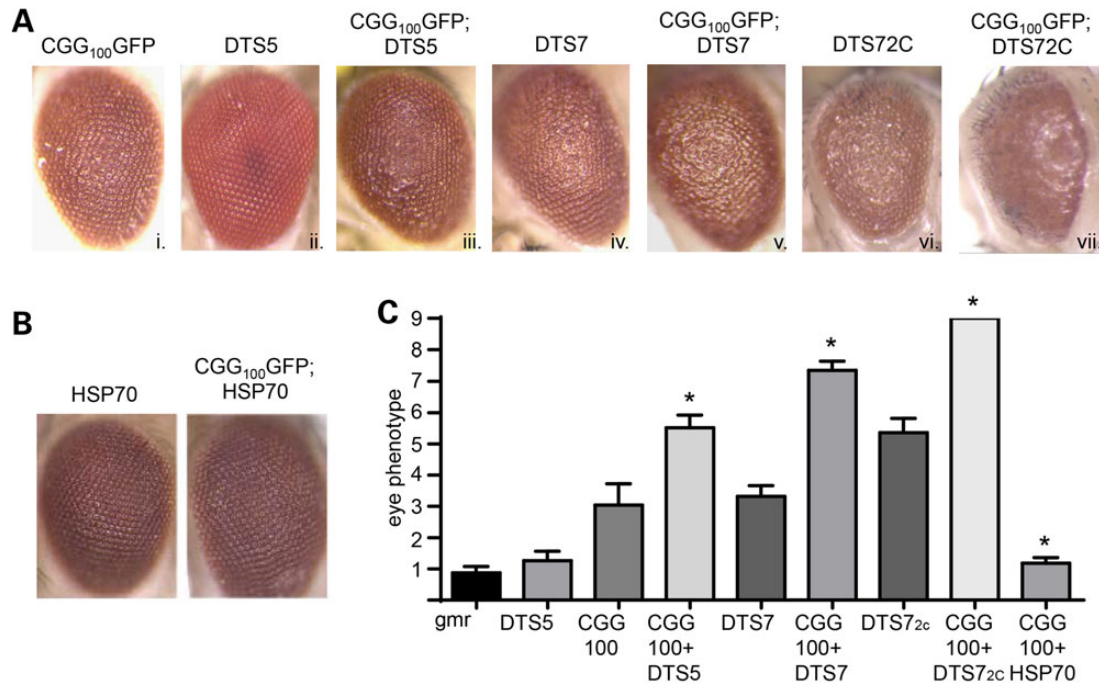 A
CGG100GFP
DTS5
CGG100GFP;
DTS5
DTS7
CGG100GFP;
DTS7
DTS72C
CGG100GFP;
DTS72C
i.
ii.
iii.
iv.
v.
vi.
vii.
B
HSP70
CGG100GFP;
HSP70
C
eye phenotype
9
8
7
6
5
4
3
2
1
*
*
*
*
gmr
DTS5
CGG
100
CGG
100+
DTS5
DTS7
CGG
100+
DTS7
DTS72c
CGG
100+
DTS72C
CGG
100+
HSP70